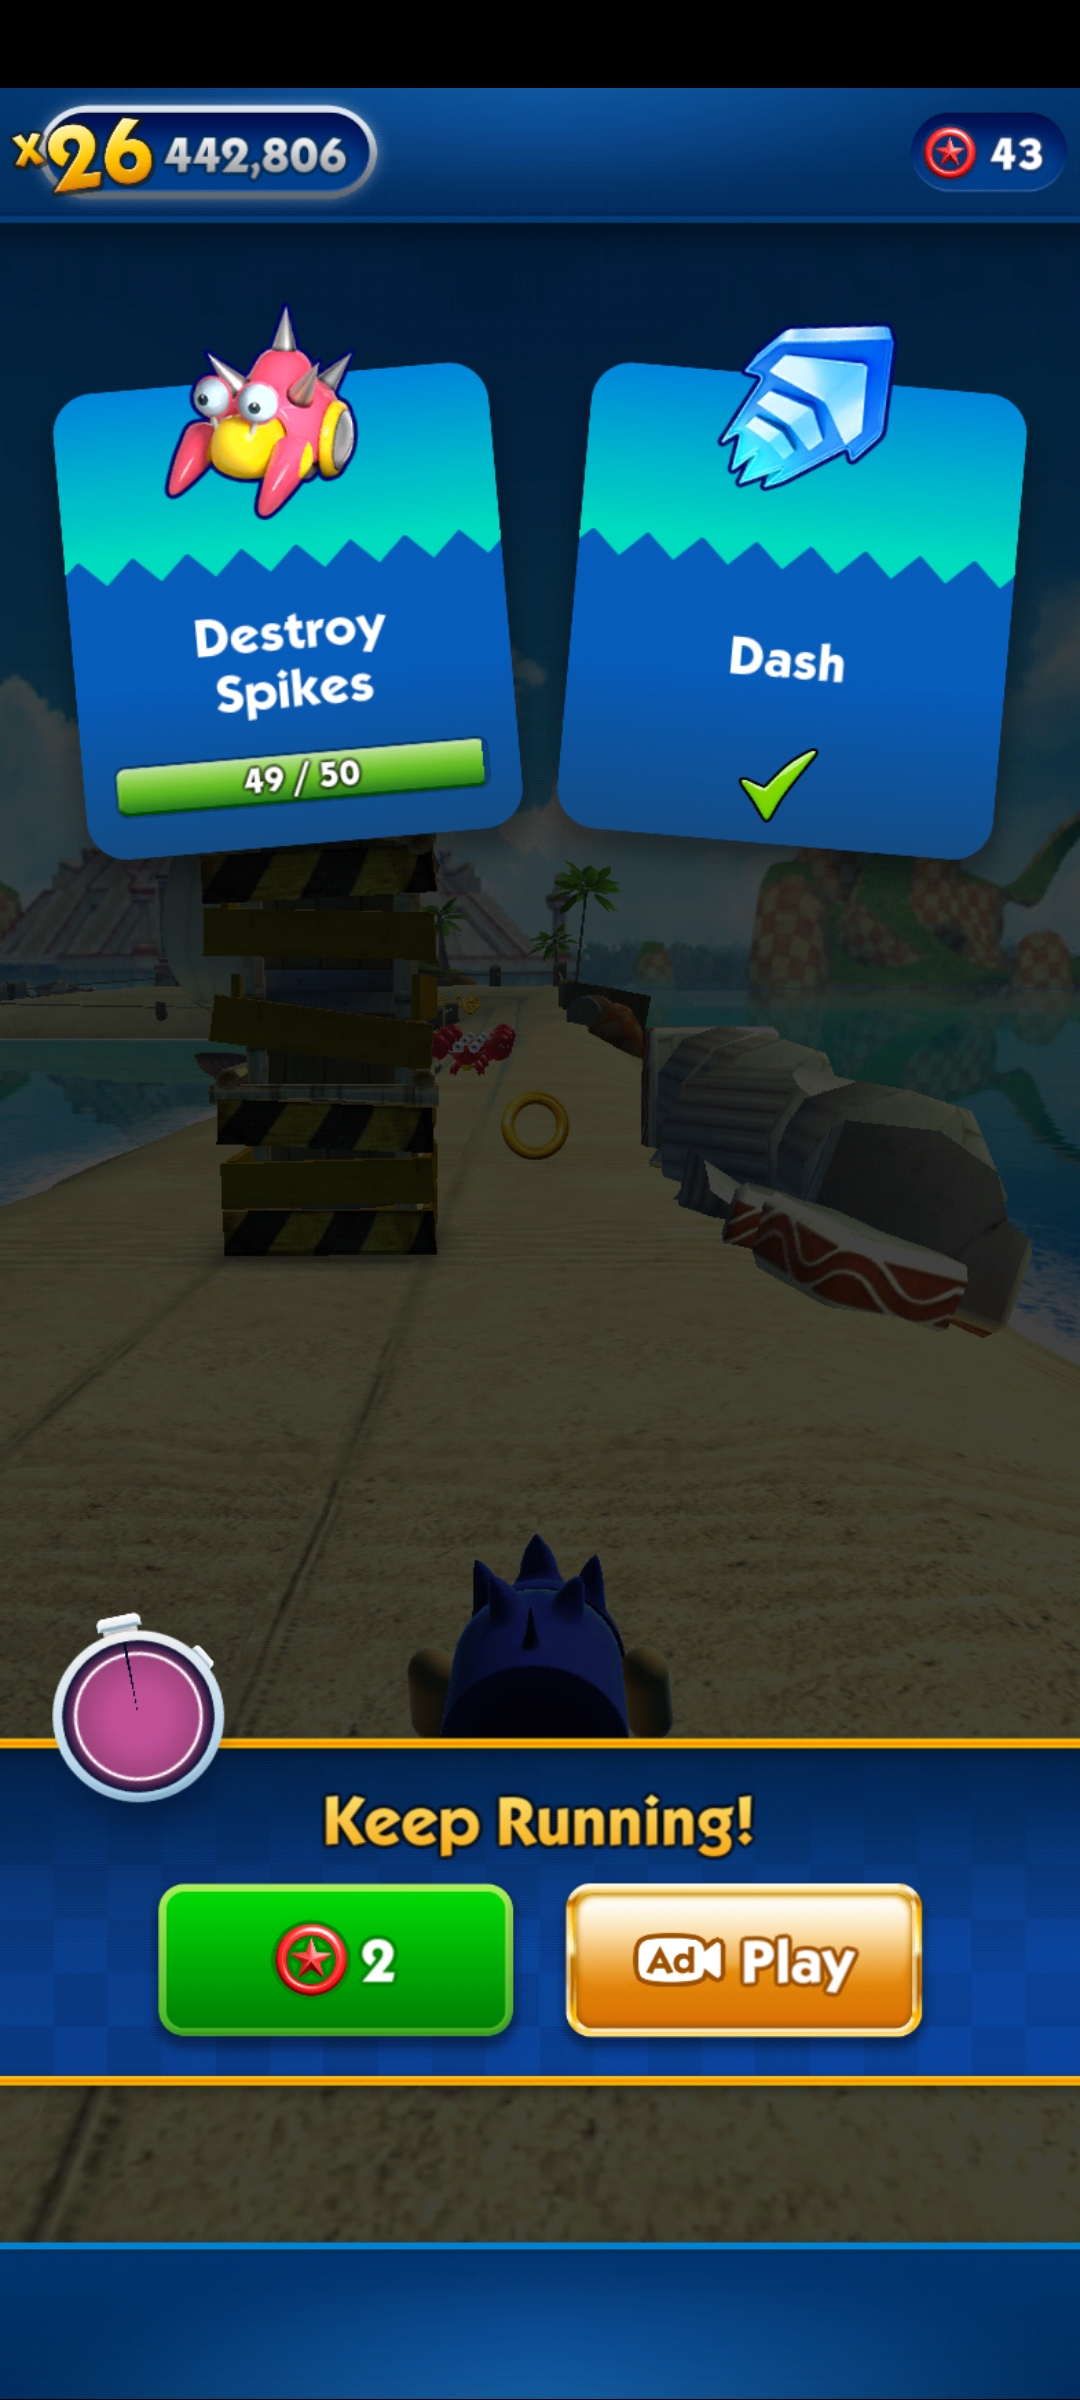 x26 442,806
43
Destroy
Spikes
49 / 50
Dash
Keep Running!
2
Ad Play